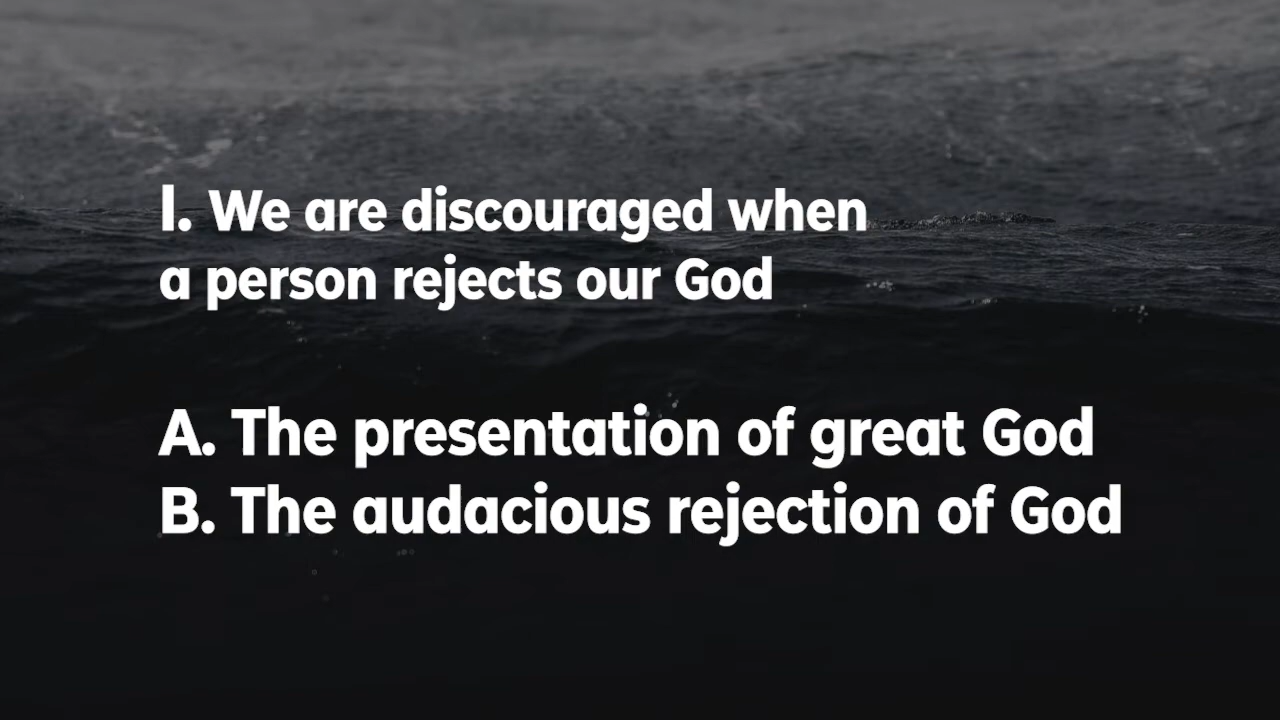 I. We are discouraged when
a person rejects our God
A. The presentation of great God
B. The audacious rejection of God